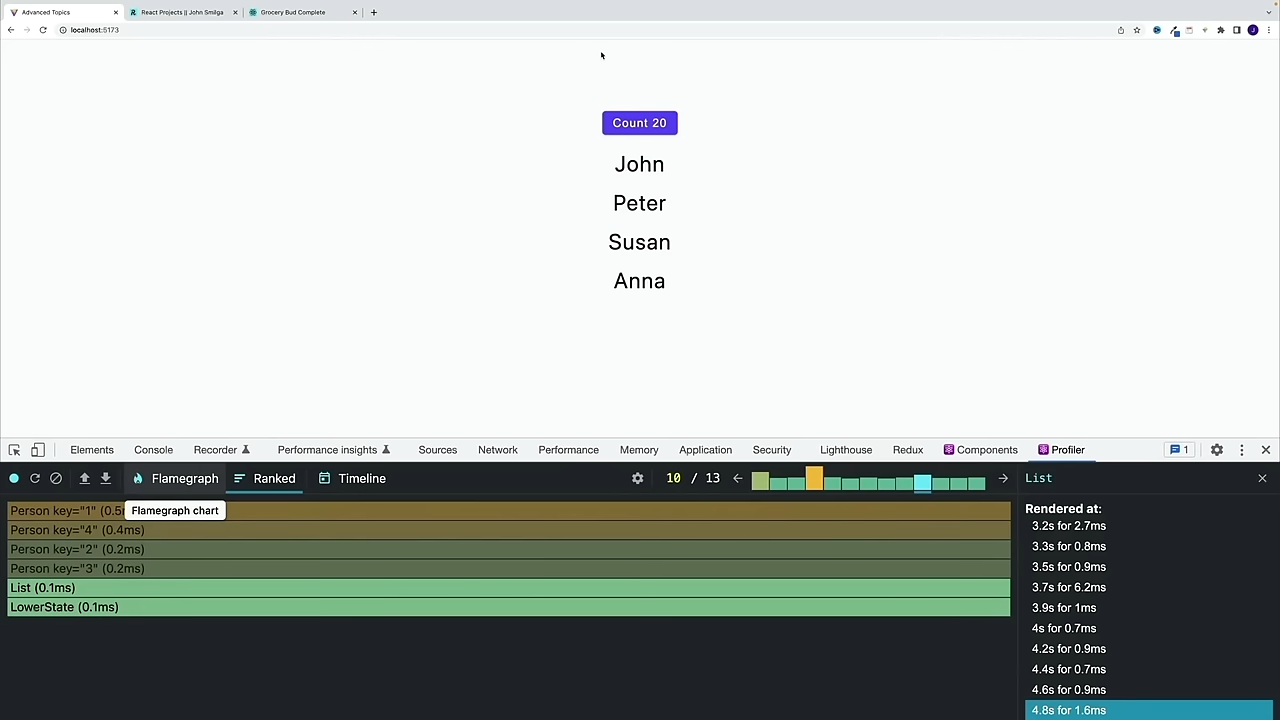 Advanced Topics
React Projects || John Smilga
Grocery Bud Complete
localhost:5173
J
Count 20
John
Peter
Susan
Anna
Elements Console Recorder Performance insights Sources Network Performance Memory Application Security Lighthouse Redux Components Profiler 1
Flamegraph Ranked Timeline 10 / 13 List
Flamegraph chart
Person key="1" (0.5
Person key="4" (0.4ms)
Person key="2" (0.2ms)
Person key="3" (0.2ms)
List (0.1ms)
LowerState (0.1ms)
Rendered at:
3.2s for 2.7ms
3.3s for 0.8ms
3.5s for 0.9ms
3.7s for 6.2ms
3.9s for 1ms
4s for 0.7ms
4.2s for 0.9ms
4.4s for 0.7ms
4.6s for 0.9ms
4.8s for 1.6ms